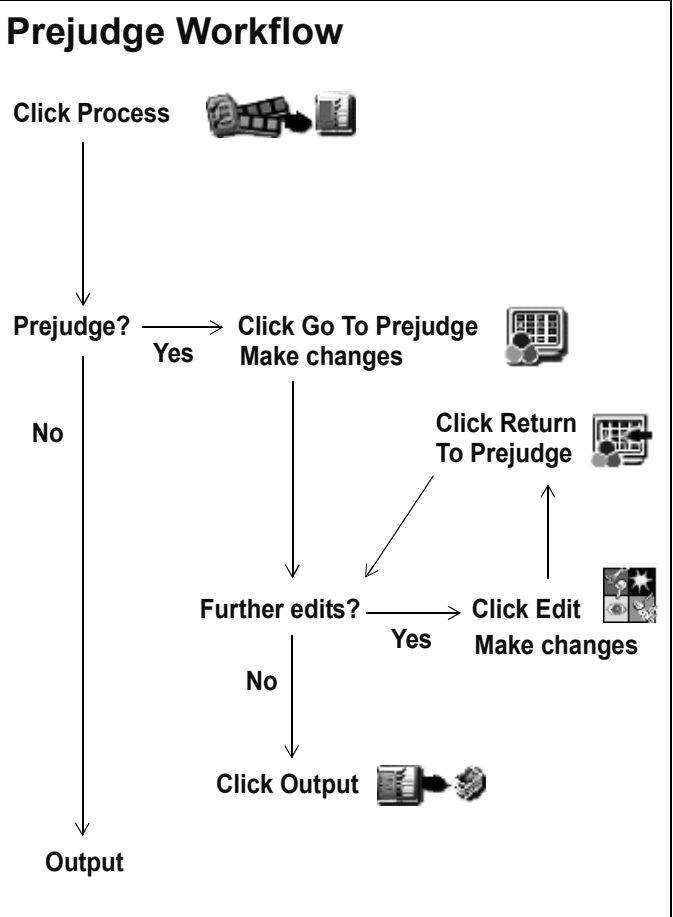 Prejudge Workflow
Click Process
Prejudge?
Yes
Click Go To Prejudge
Make changes
No
Click Return
To Prejudge
Further edits?
Yes
Click Edit
Make changes
No
Click Output
Output